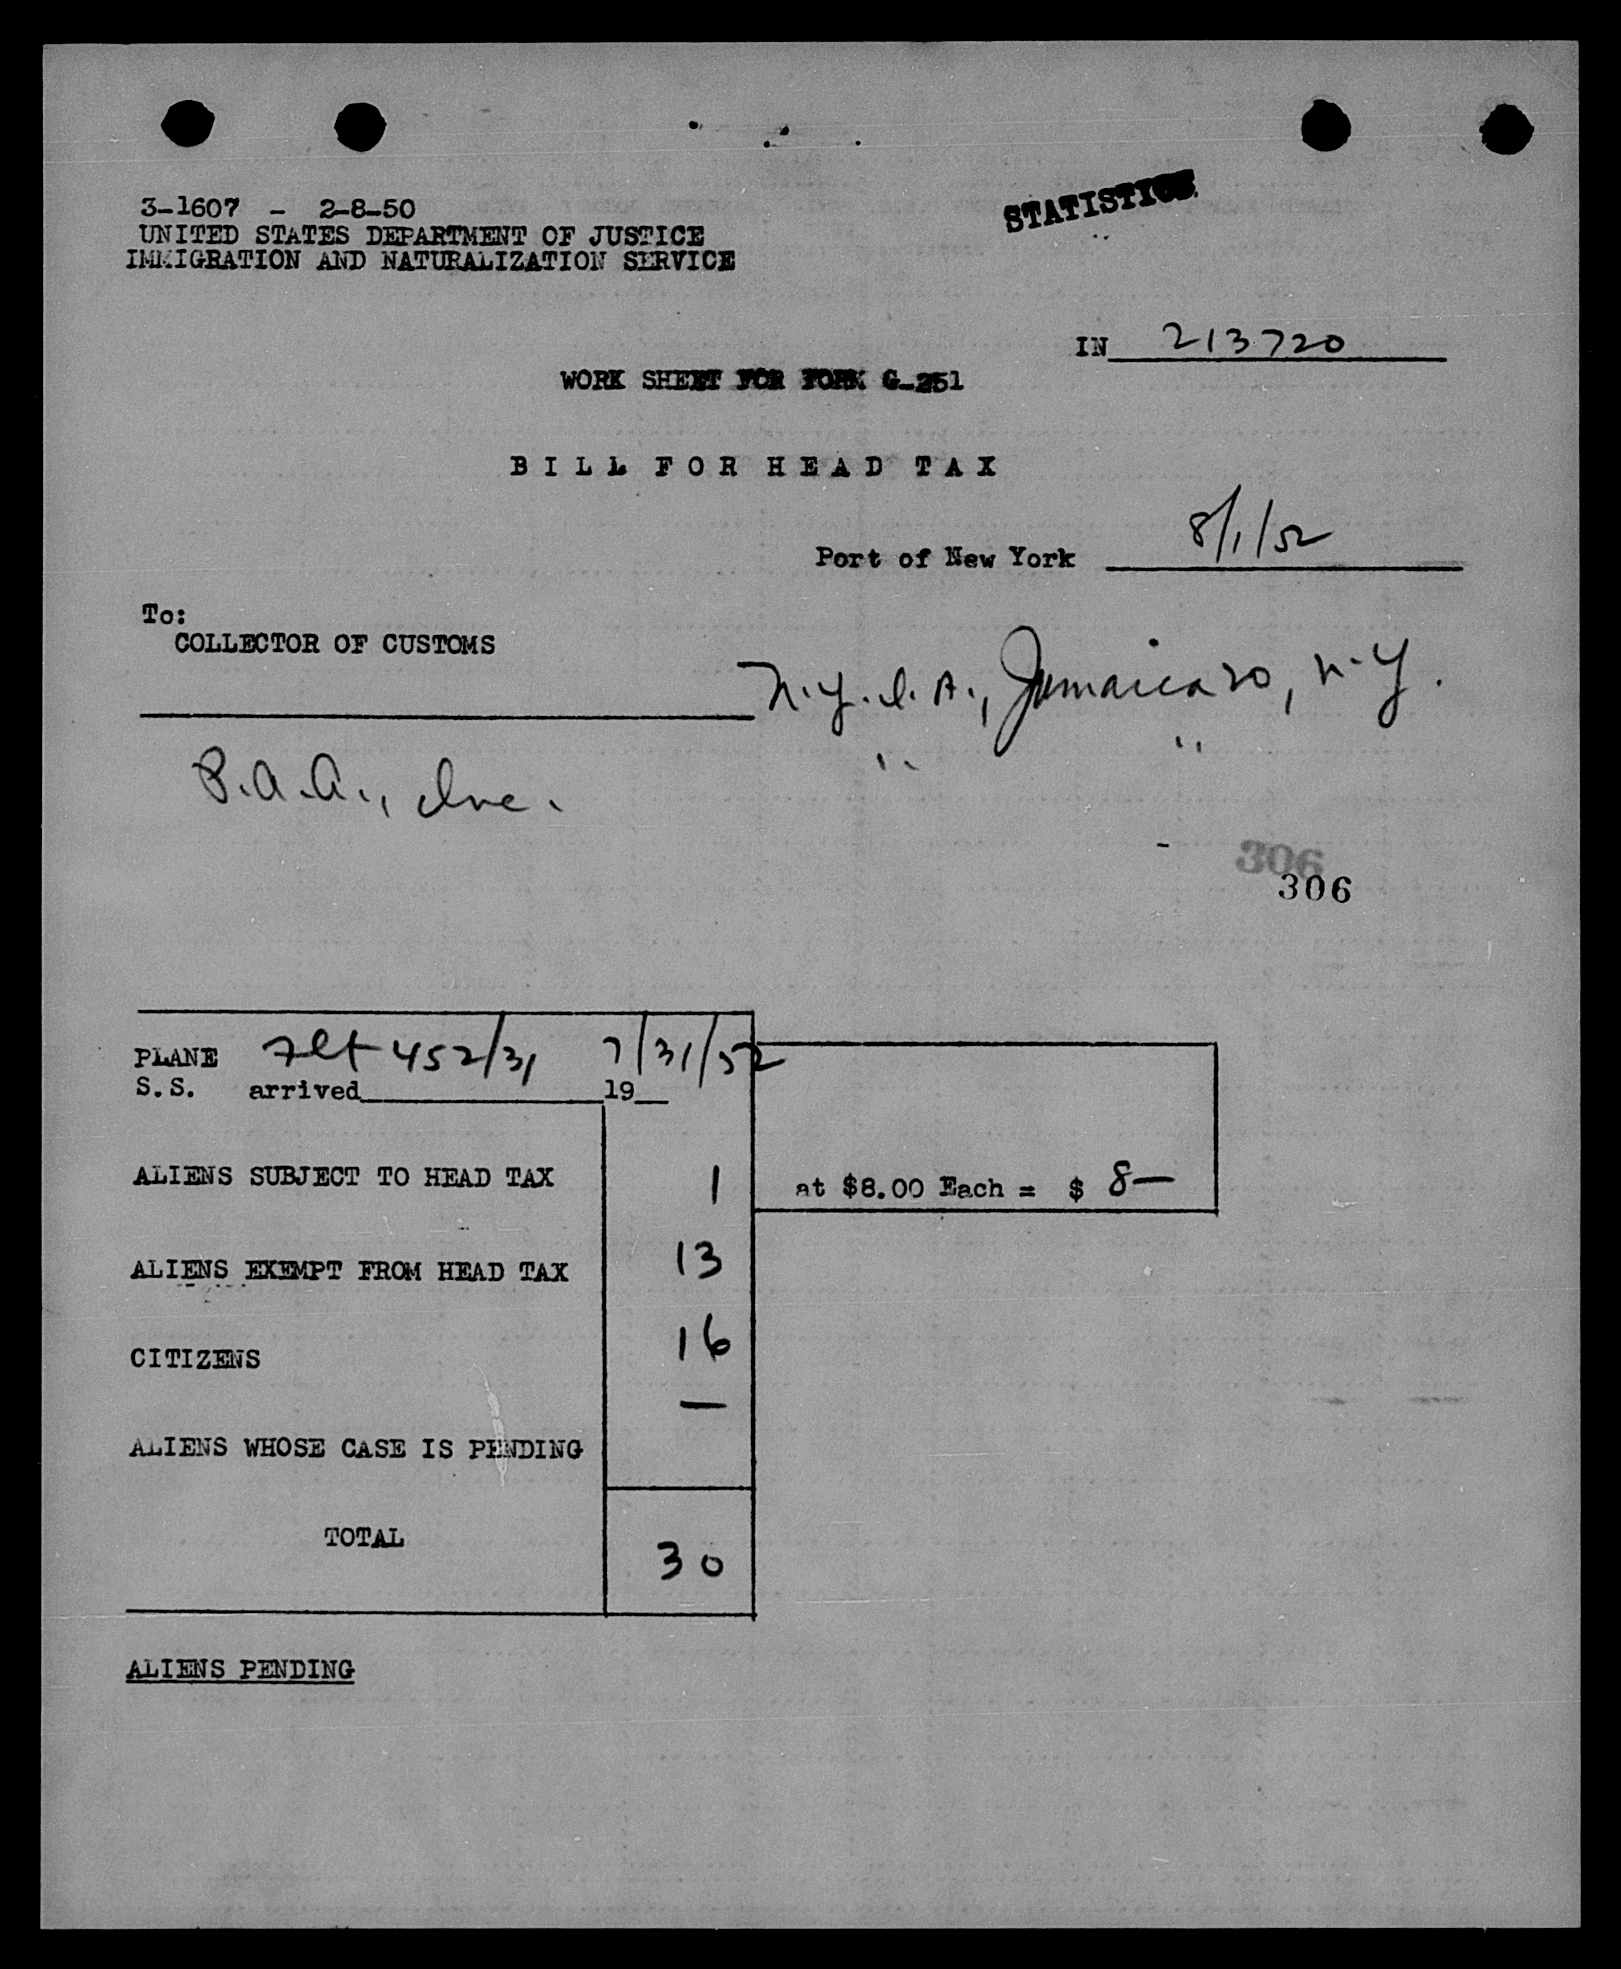 3-1607 - 2-8-50
UNITED STATES DEPARTMENT OF JUSTICE
IMMIGRATION AND NATURALIZATION SERVICE
STATISTICS
IN 213720
WORK SHEET FOR FORM G-251
BILL FOR HEAD TAX
Port of New York 8/1/52
To:
COLLECTOR OF CUSTOMS
N.Y.I.A., Jamaica 30, N.Y.
P.A.A., Inc. " "
306
306
PLANE Flt 452/31 7/31/52
S.S. arrived 19
ALIENS SUBJECT TO HEAD TAX 1 at $8.00 Each = $ 8—
ALIENS EXEMPT FROM HEAD TAX 13
CITIZENS 16
ALIENS WHOSE CASE IS PENDING —
TOTAL 30
ALIENS PENDING